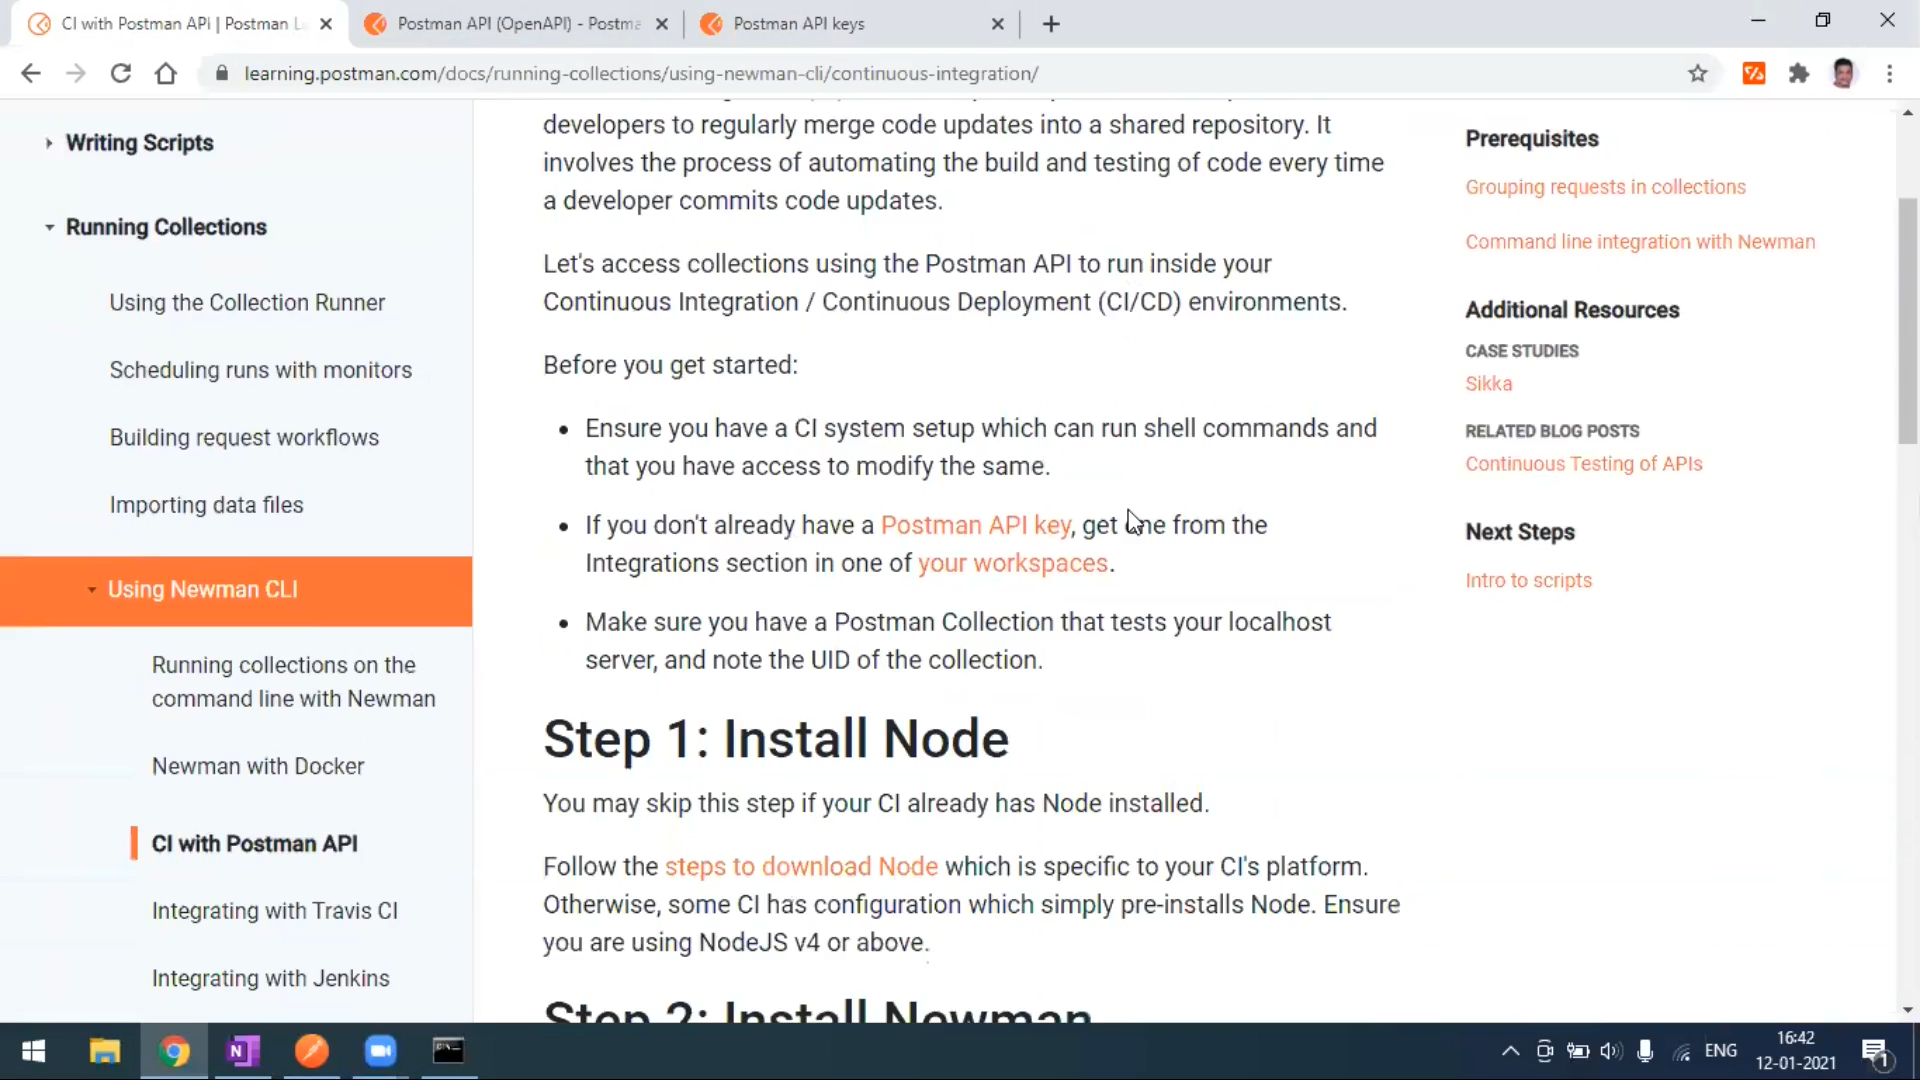 CI with Postman API | Postman Le
Postman API (OpenAPI) - Postma
Postman API keys
learning.postman.com/docs/running-collections/using-newman-cli/continuous-integration/
Writing Scripts
Running Collections
Using the Collection Runner
Scheduling runs with monitors
Building request workflows
Importing data files
Using Newman CLI
Running collections on the
command line with Newman
Newman with Docker
CI with Postman API
Integrating with Travis CI
Integrating with Jenkins
developers to regularly merge code updates into a shared repository. It
involves the process of automating the build and testing of code every time
a developer commits code updates.
Let's access collections using the Postman API to run inside your
Continuous Integration / Continuous Deployment (CI/CD) environments.
Before you get started:
• Ensure you have a CI system setup which can run shell commands and
that you have access to modify the same.
• If you don't already have a Postman API key, get one from the
Integrations section in one of your workspaces.
• Make sure you have a Postman Collection that tests your localhost
server, and note the UID of the collection.
Step 1: Install Node
You may skip this step if your CI already has Node installed.
Follow the steps to download Node which is specific to your CI's platform.
Otherwise, some CI has configuration which simply pre-installs Node. Ensure
you are using NodeJS v4 or above.
Step 2: Install Newman
Prerequisites
Grouping requests in collections
Command line integration with Newman
Additional Resources
CASE STUDIES
Sikka
RELATED BLOG POSTS
Continuous Testing of APIs
Next Steps
Intro to scripts
ENG
16:42
12-01-2021
1